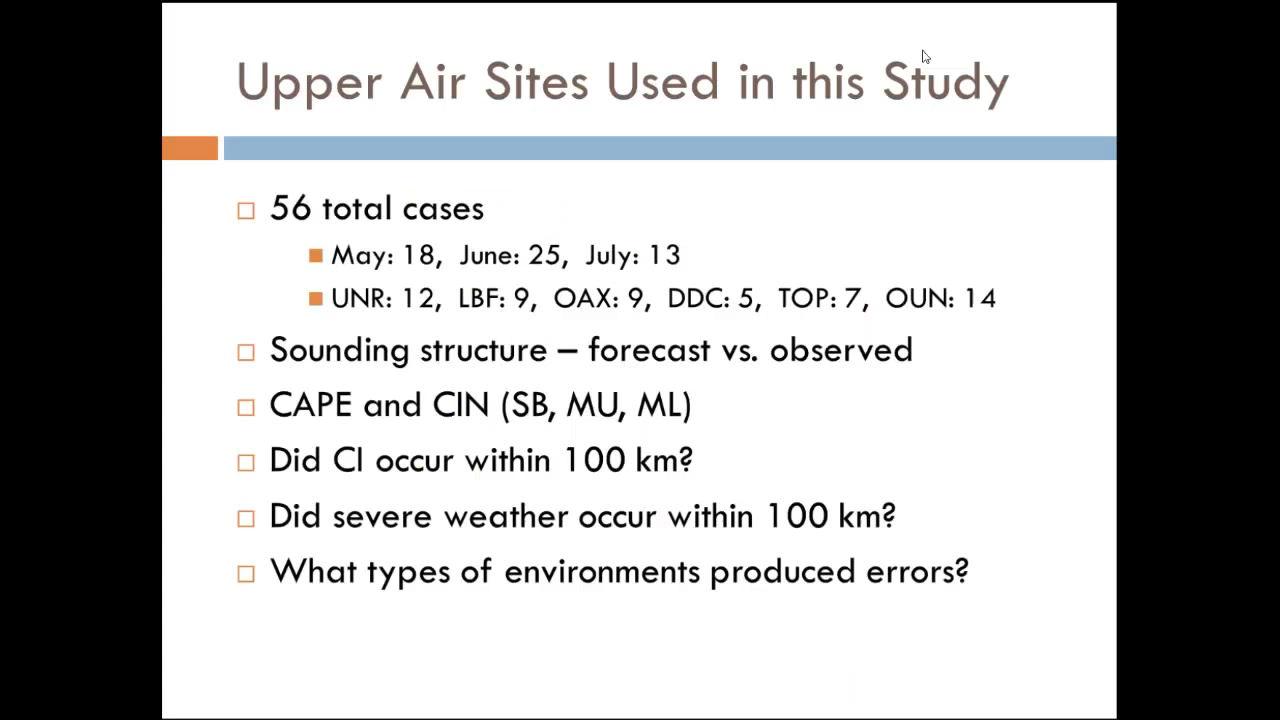 Upper Air Sites Used in this Study
56 total cases
May: 18, June: 25, July: 13
UNR: 12, LBF: 9, OAX: 9, DDC: 5, TOP: 7, OUN: 14
Sounding structure – forecast vs. observed
CAPE and CIN (SB, MU, ML)
Did CI occur within 100 km?
Did severe weather occur within 100 km?
What types of environments produced errors?